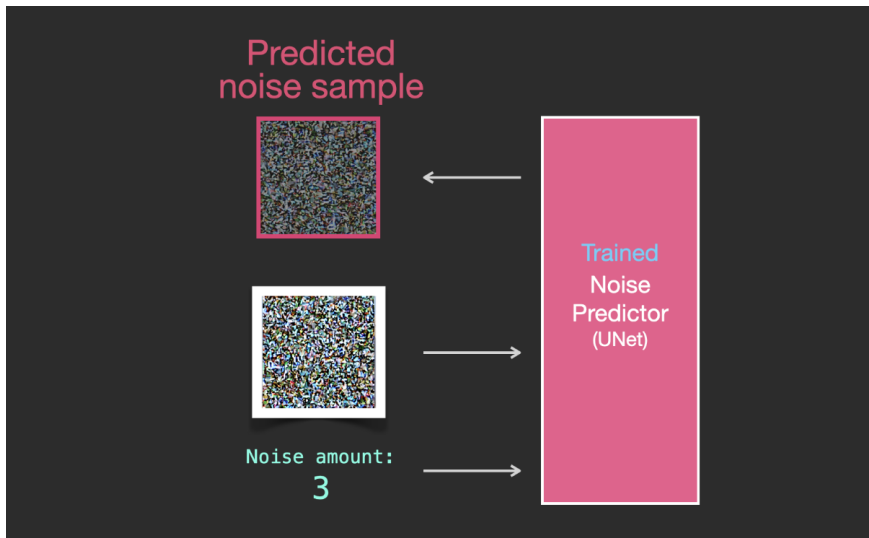 Predicted
noise sample
Trained
Noise
Predictor
(UNet)
Noise amount:
3